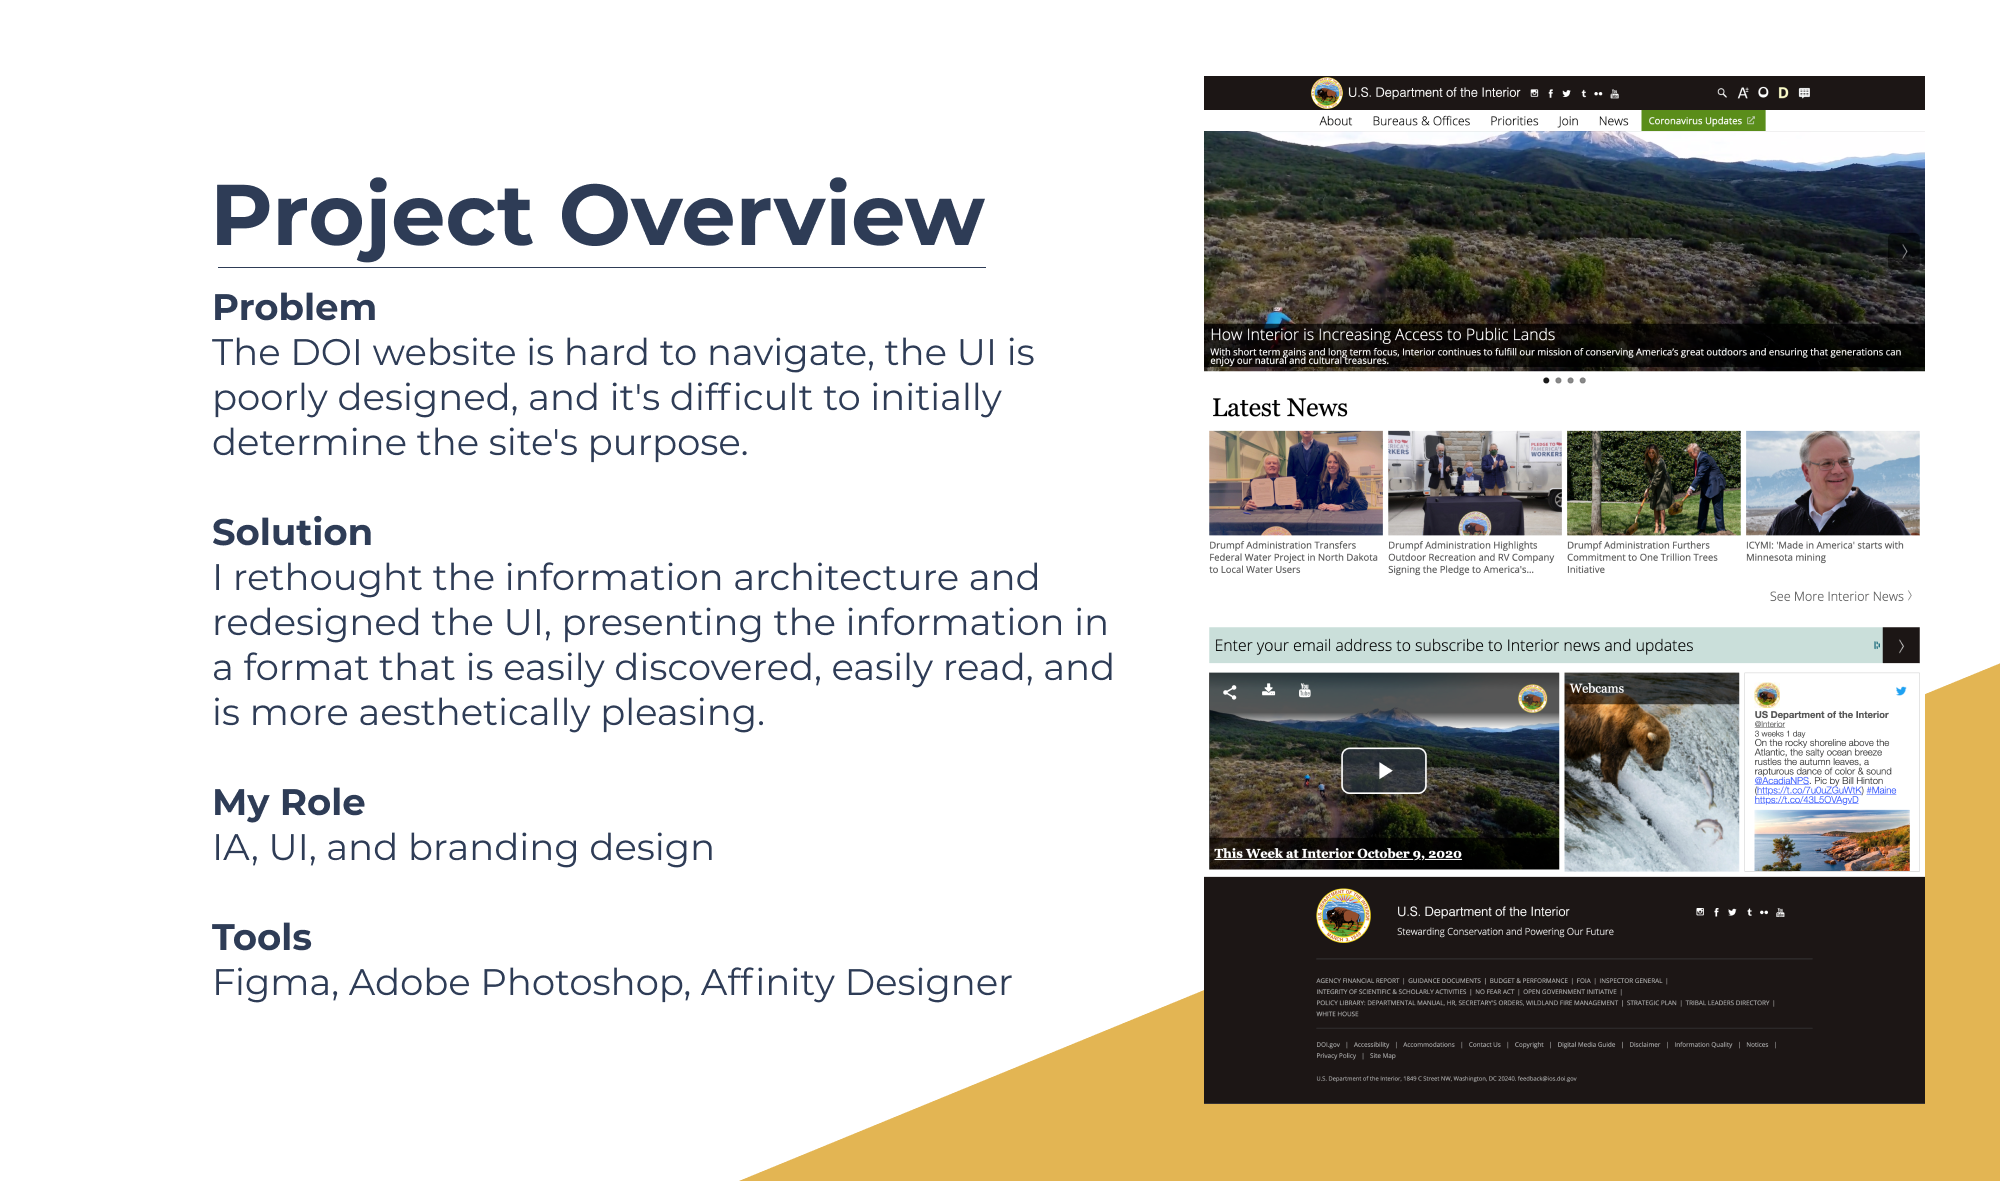 Project Overview
Problem
The DOI website is hard to navigate, the UI is
poorly designed, and it's difficult to initially
determine the site's purpose.
Solution
I rethought the information architecture and
redesigned the UI, presenting the information in
a format that is easily discovered, easily read, and
is more aesthetically pleasing.
My Role
IA, UI, and branding design
Tools
Figma, Adobe Photoshop, Affinity Designer
U.S. Department of the Interior
About Bureaus & Offices Priorities Join News Coronavirus Updates
How Interior is Increasing Access to Public Lands
With short term gains and long term focus, Interior continues to fulfill our mission of conserving America's great outdoors and ensuring that generations can
enjoy our natural and cultural treasures.
Latest News
Drumpf Administration Transfers
Federal Water Project in North Dakota
to Local Water Users
Drumpf Administration Highlights
Outdoor Recreation and RV Company
Signing the Pledge to America's...
Drumpf Administration Furthers
Commitment to One Trillion Trees
Initiative
ICYMI: 'Made in America' starts with
Minnesota mining
See More Interior News
Enter your email address to subscribe to Interior news and updates
This Week at Interior October 9, 2020
Webcams
US Department of the Interior
@Interior
3 weeks 1 day
On the rocky shoreline above the
Atlantic, the salty ocean breeze
rustles the autumn leaves, a
rapturous dance of color & sound
@AcadiaNPS. Pic by Bill Hinton
(https://t.co/7u0uZGuWtK) #Maine
https://t.co/43L5OVAgvD
U.S. Department of the Interior
Stewarding Conservation and Powering Our Future
AGENCY FINANCIAL REPORT | GUIDANCE DOCUMENTS | BUDGET & PERFORMANCE | FOIA | INSPECTOR GENERAL |
INTEGRITY OF SCIENTIFIC & SCHOLARLY ACTIVITIES | NO FEAR ACT | OPEN GOVERNMENT INITIATIVE |
POLICY LIBRARY: DEPARTMENTAL MANUAL, HR, SECRETARY'S ORDERS, WILDLAND FIRE MANAGEMENT | STRATEGIC PLAN | TRIBAL LEADERS DIRECTORY |
WHITE HOUSE
DOI.gov | Accessibility | Accommodations | Contact Us | Copyright | Digital Media Guide | Disclaimer | Information Quality | Notices |
Privacy Policy | Site Map
U.S. Department of the Interior, 1849 C Street NW, Washington, DC 20240. feedback@ios.doi.gov